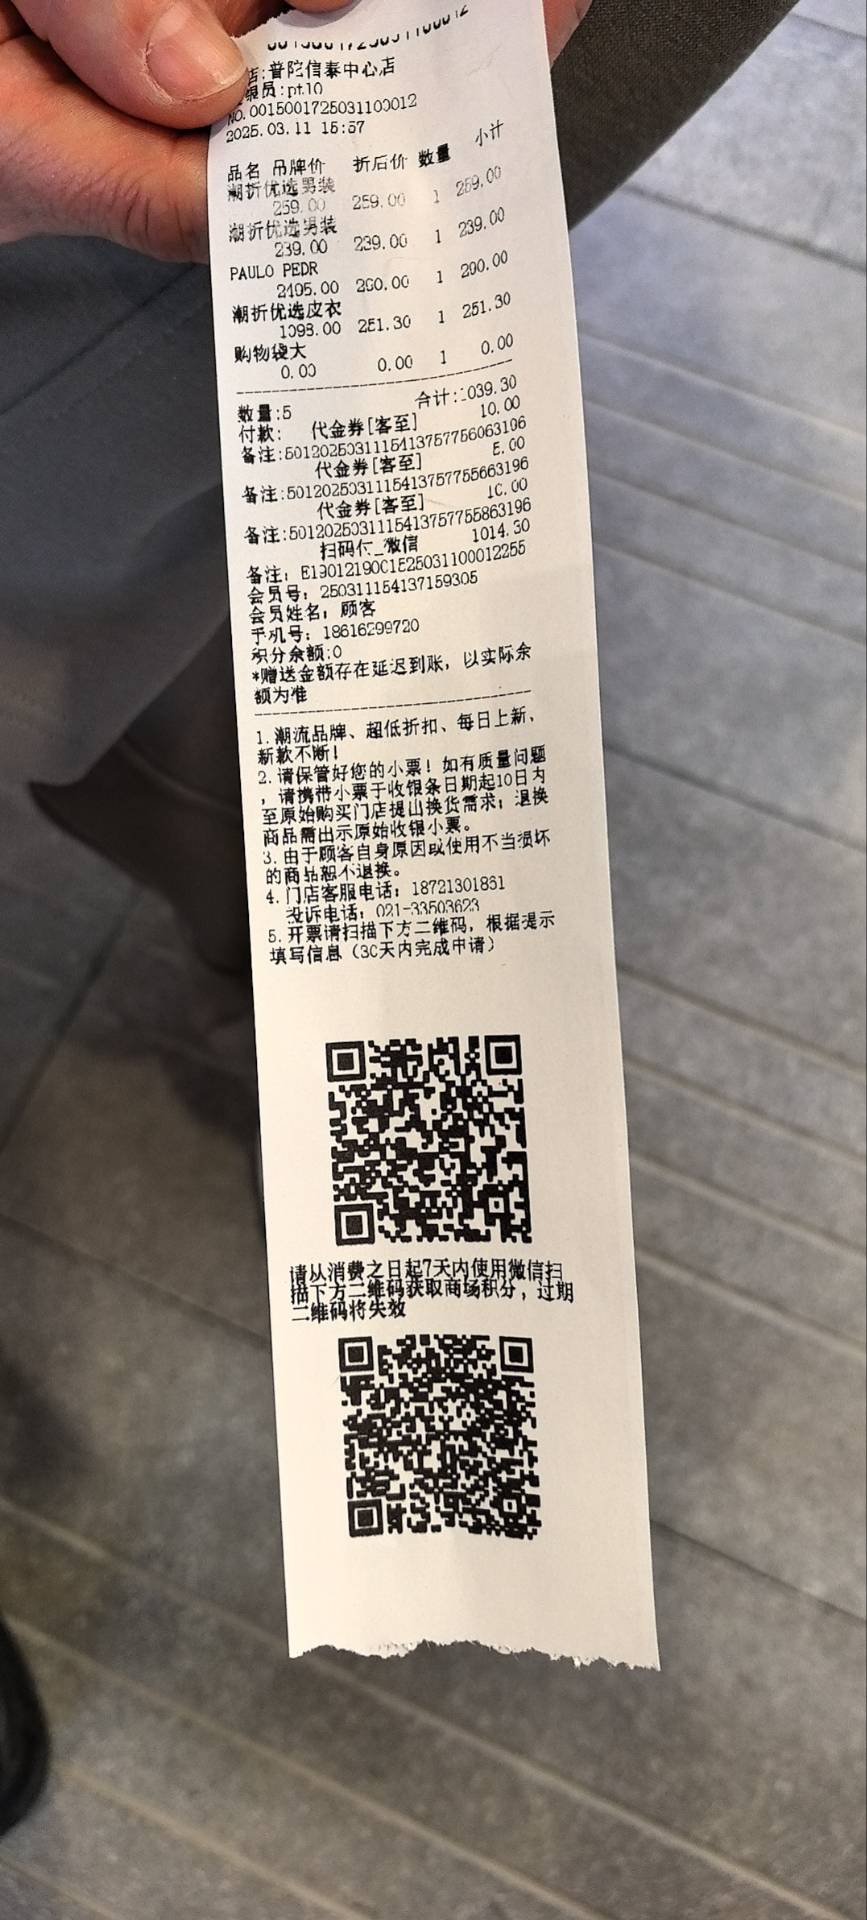 店:普陀信泰中心店
银员:pt10
NO.0015001725031100012
2025.03.11 15:57
品名 吊牌价 折后价 数量 小计
潮折优选男装
259.00 259.00 1 259.00
潮折优选男装
239.00 239.00 1 239.00
PAULO PEDR
290.00 1 290.00
潮折优选皮衣
1098.00 251.30 1 251.30
购物袋大
0.00 0.00 1 0.00
数量:5 合计:1039.30
付款: 代金券[客至] 10.00
备注:
代金券[客至] 5.00
备注:
代金券[客至] 10.00
备注:
扫码付_微信 1014.30
备注:
会员号: 250311154137159305
会员姓名: 顾客
手机号: 18616299720
积分余额:0
*赠送金额存在延迟到账, 以实际余
额为准
1. 潮流品牌、超低折扣、每日上新,
新款不断!
2. 请保管好您的小票! 如有质量问题
, 请携带小票于收银条日期起10日内
至原始购买门店提出换货需求; 退换
商品需出示原始收银小票。
3. 由于顾客自身原因或使用不当损坏
的商品恕不退换。
4. 门店客服电话: 18721301861
投诉电话: 021-33503623
5. 开票请扫描下方二维码, 根据提示
填写信息 (30天内完成申请)
请从消费之日起7天内使用微信扫
描下方二维码获取商场积分, 过期
二维码将失效